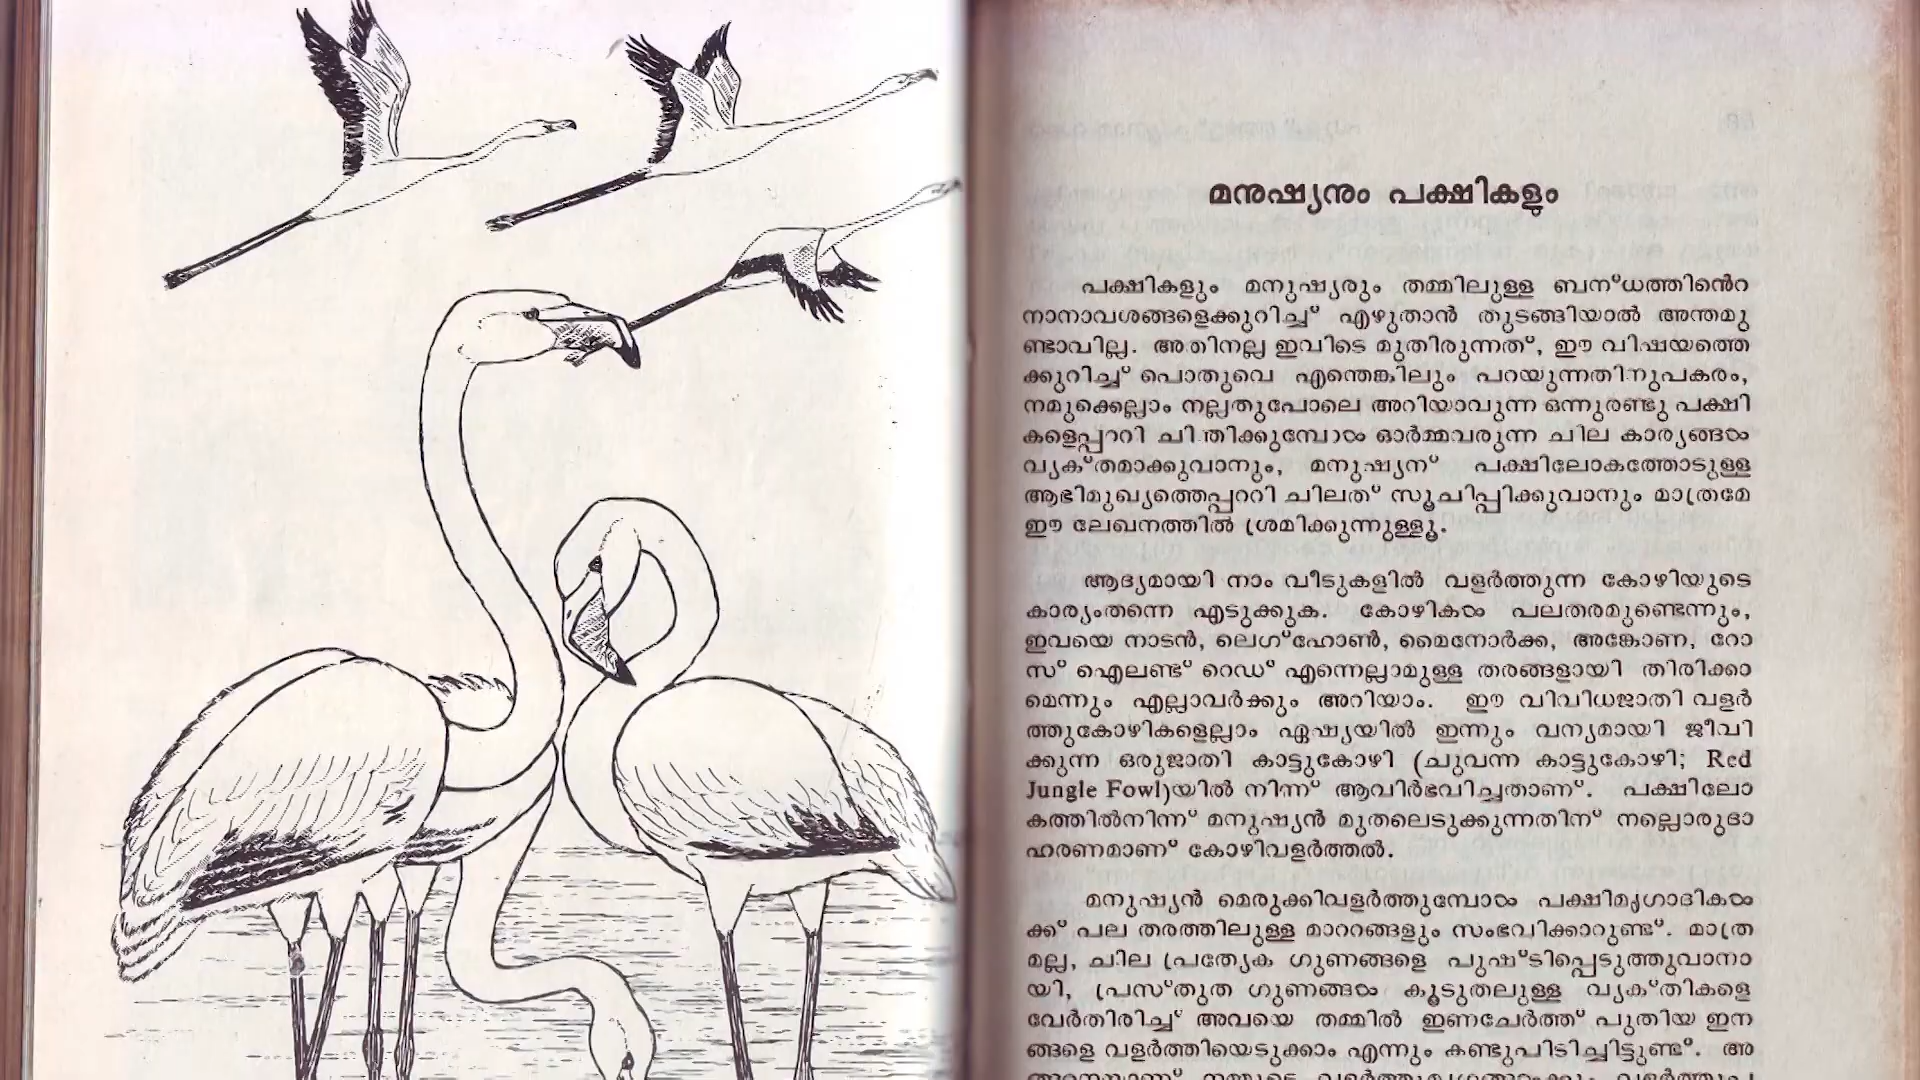 മനുഷ്യനും പക്ഷികളും
പക്ഷികളും മനുഷ്യരും തമ്മിലുള്ള ബന്ധത്തിൻെറ
നാനാവശങ്ങളെക്കുറിച്ച് എഴുതാൻ തുടങ്ങിയാൽ അന്തമു
ണ്ടാവില്ല. അതിനല്ല ഇവിടെ മുതിരുന്നത്, ഈ വിഷയത്തെ
ക്കുറിച്ച് പൊതുവെ എന്തെങ്കിലും പറയുന്നതിനുപകരം,
നമുക്കെല്ലാം നല്ലതുപോലെ അറിയാവുന്ന ഒന്നുരണ്ടു പക്ഷി
കളെപ്പററി ചിന്തിക്കുമ്പോൾ ഓർമ്മവരുന്ന ചില കാര്യങ്ങൾ
വ്യക്തമാക്കുവാനും, മനുഷ്യന് പക്ഷിലോകത്തോടുള്ള
ആഭിമുഖ്യത്തെപ്പററി ചിലത് സൂചിപ്പിക്കുവാനും മാത്രമേ
ഈ ലേഖനത്തിൽ ശ്രമിക്കുന്നുള്ളൂ.
ആദ്യമായി നാം വീടുകളിൽ വളർത്തുന്ന കോഴിയുടെ
കാര്യംതന്നെ എടുക്കുക. കോഴികൾ പലതരമുണ്ടെന്നും,
ഇവയെ നാടൻ, ലെഗ്ഹോൺ, മൈനോർക്ക, അങ്കോണ, റോ
സ് ഐലണ്ട് റെഡ് എന്നെല്ലാമുള്ള തരങ്ങളായി തിരിക്കാ
മെന്നും എല്ലാവർക്കും അറിയാം. ഈ വിവിധജാതി വളർ
ത്തുകോഴികളെല്ലാം ഏഷ്യയിൽ ഇന്നും വന്യമായി ജീവി
ക്കുന്ന ഒരുജാതി കാട്ടുകോഴി (ചുവന്ന കാട്ടുകോഴി; Red
Jungle Fowl)യിൽ നിന്ന് ആവിർഭവിച്ചതാണ്. പക്ഷിലോ
കത്തിൽനിന്ന് മനുഷ്യൻ മുതലെടുക്കുന്നതിന് നല്ലൊരുദാ
ഹരണമാണ് കോഴിവളർത്തൽ.
മനുഷ്യൻ മെരുക്കിവളർത്തുമ്പോൾ പക്ഷിമൃഗാദികൾ
ക്ക് പല തരത്തിലുള്ള മാററങ്ങളും സംഭവിക്കാറുണ്ട്. മാത്ര
മല്ല, ചില പ്രത്യേക ഗുണങ്ങളെ പുഷ്ടിപ്പെടുത്തുവാനാ
യി, പ്രസ്തുത ഗുണങ്ങൾ കൂടുതലുള്ള വ്യക്തികളെ
വേർതിരിച്ച് അവയെ തമ്മിൽ ഇണചേർത്ത് പുതിയ ഇന
ങ്ങളെ വളർത്തിയെടുക്കാം എന്നും കണ്ടുപിടിച്ചിട്ടുണ്ട്. അ